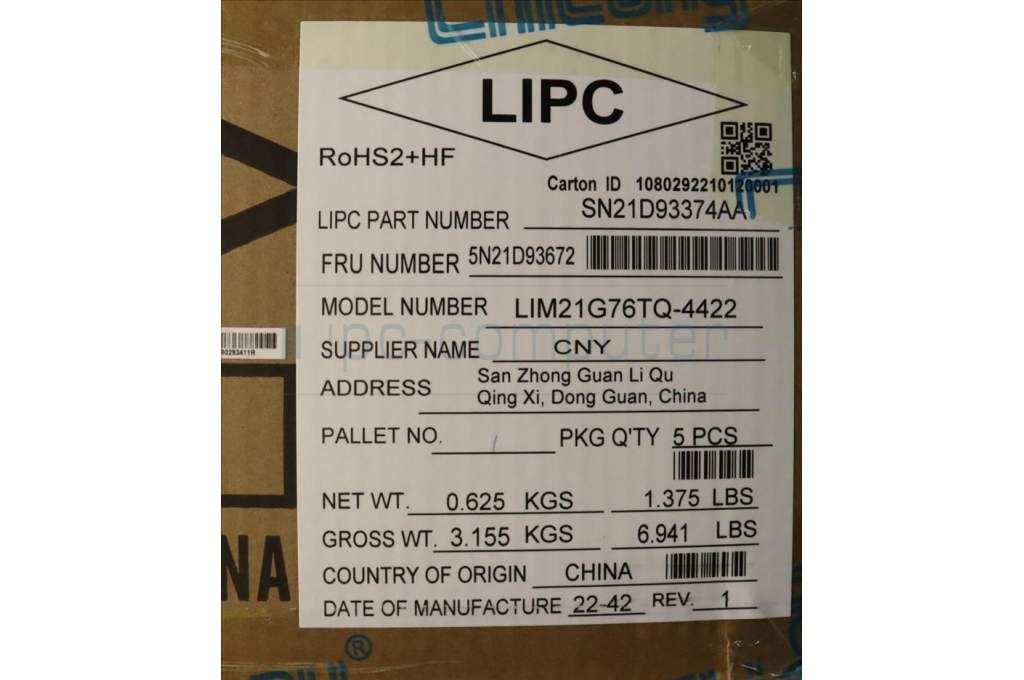 LIPC
RoHS2+HF
Carton ID 1080292210120001
LIPC PART NUMBER SN21D93374AA
FRU NUMBER 5N21D93672
MODEL NUMBER LIM21G76TQ-4422
ipc-computer
SUPPLIER NAME CNY
ADDRESS San Zhong Guan Li Qu
Qing Xi, Dong Guan, China
PALLET NO. / PKG Q'TY 5 PCS
NET WT. 0.625 KGS 1.375 LBS
GROSS WT. 3.155 KGS 6.941 LBS
COUNTRY OF ORIGIN CHINA
DATE OF MANUFACTURE 22-42 REV. 1
NA
®